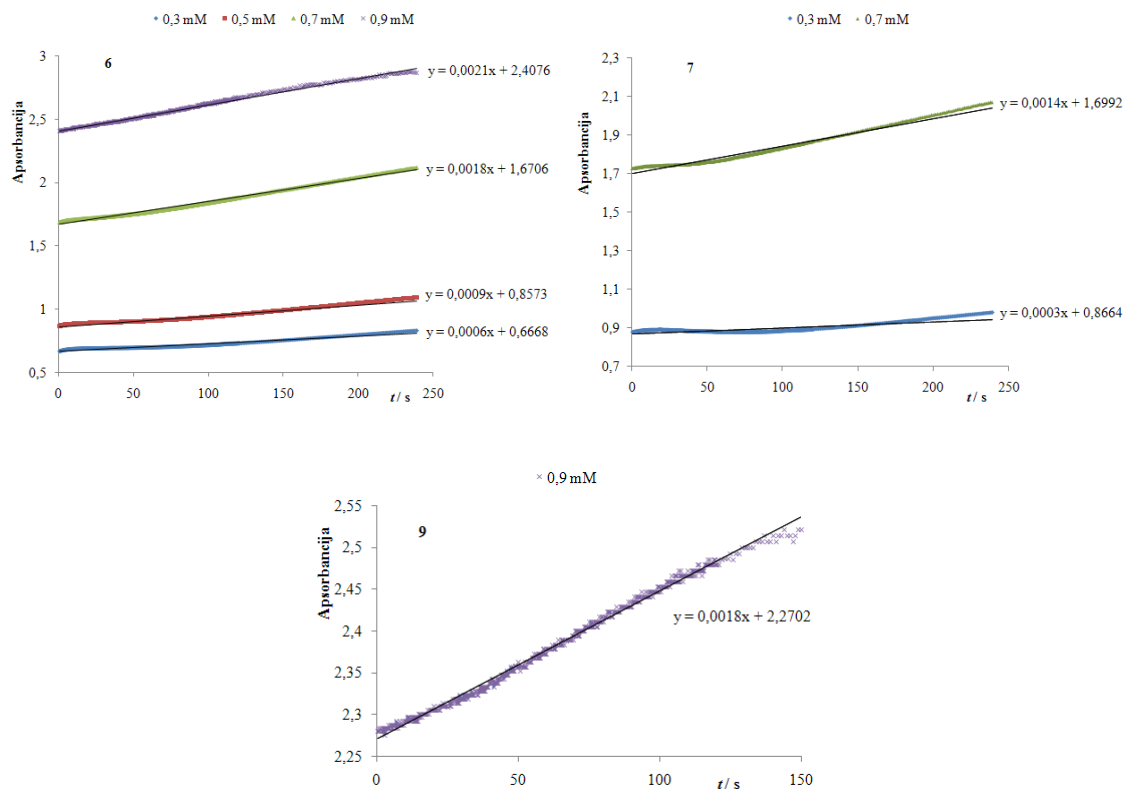 0,3 mM 0,5 mM 0,7 mM 0,9 mM
6
Apsorbancija
3
2,5
2
1,5
1
0,5
y = 0,0021x + 2,4076
y = 0,0018x + 1,6706
y = 0,0009x + 0,8573
y = 0,0006x + 0,6668
0 50 100 150 200 250
t / s
0,3 mM 0,7 mM
7
Apsorbancija
2,3
2,1
1,9
1,7
1,5
1,3
1,1
0,9
0,7
y = 0,0014x + 1,6992
y = 0,0003x + 0,8664
0 50 100 150 200 250
t / s
0,9 mM
9
Apsorbancija
2,55
2,5
2,45
2,4
2,35
2,3
2,25
y = 0,0018x + 2,2702
0 50 100 150
t / s